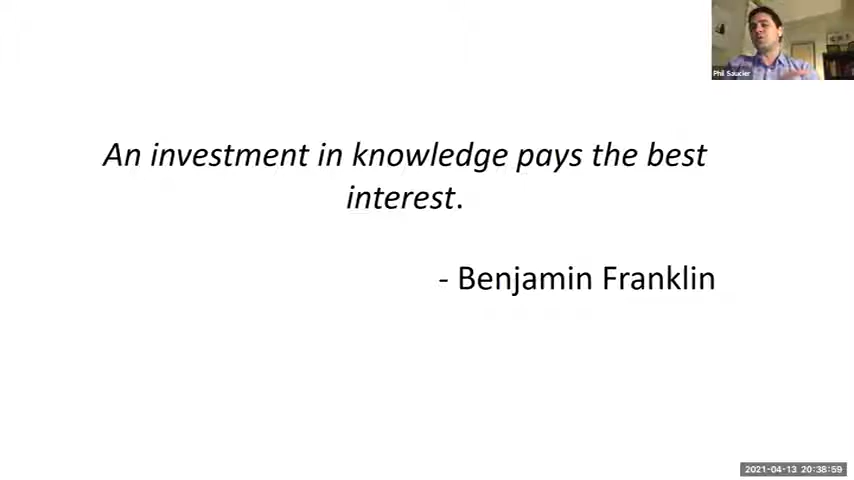 Phil Saucier
An investment in knowledge pays the best
interest.
- Benjamin Franklin
2021-04-13 20:38:59